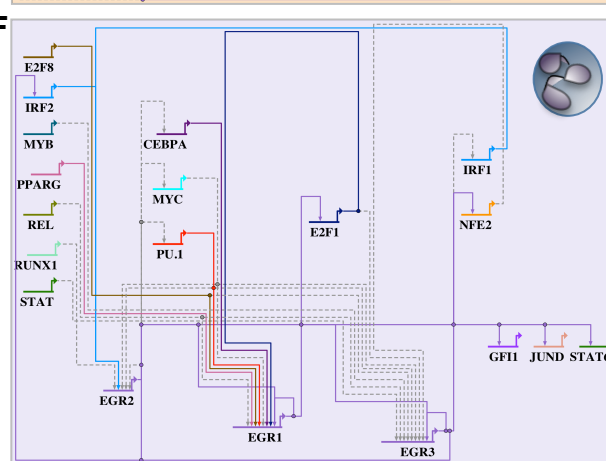 F
E2F8
IRF2
MYB
CEBPA
IRF1
PPARG
MYC
REL
E2F1
NFE2
PU.1
RUNX1
STAT
GFI1 JUND STAT6
EGR2
EGR1
EGR3